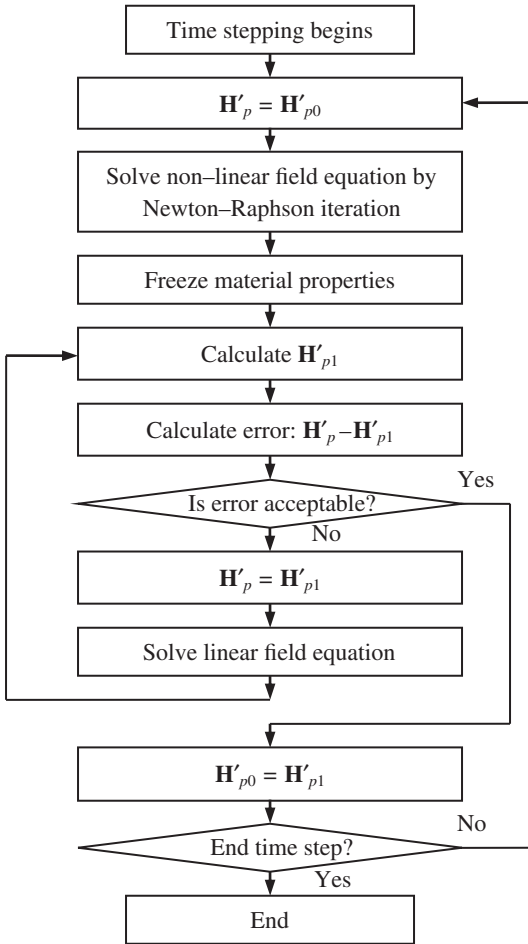 Time stepping begins
H′p = H′p0
Solve non–linear field equation by
Newton–Raphson iteration
Freeze material properties
Calculate H′p1
Calculate error: H′p–H′p1
Yes
Is error acceptable?
No
H′p = H′p1
Solve linear field equation
H′p0 = H′p1
No
End time step?
Yes
End